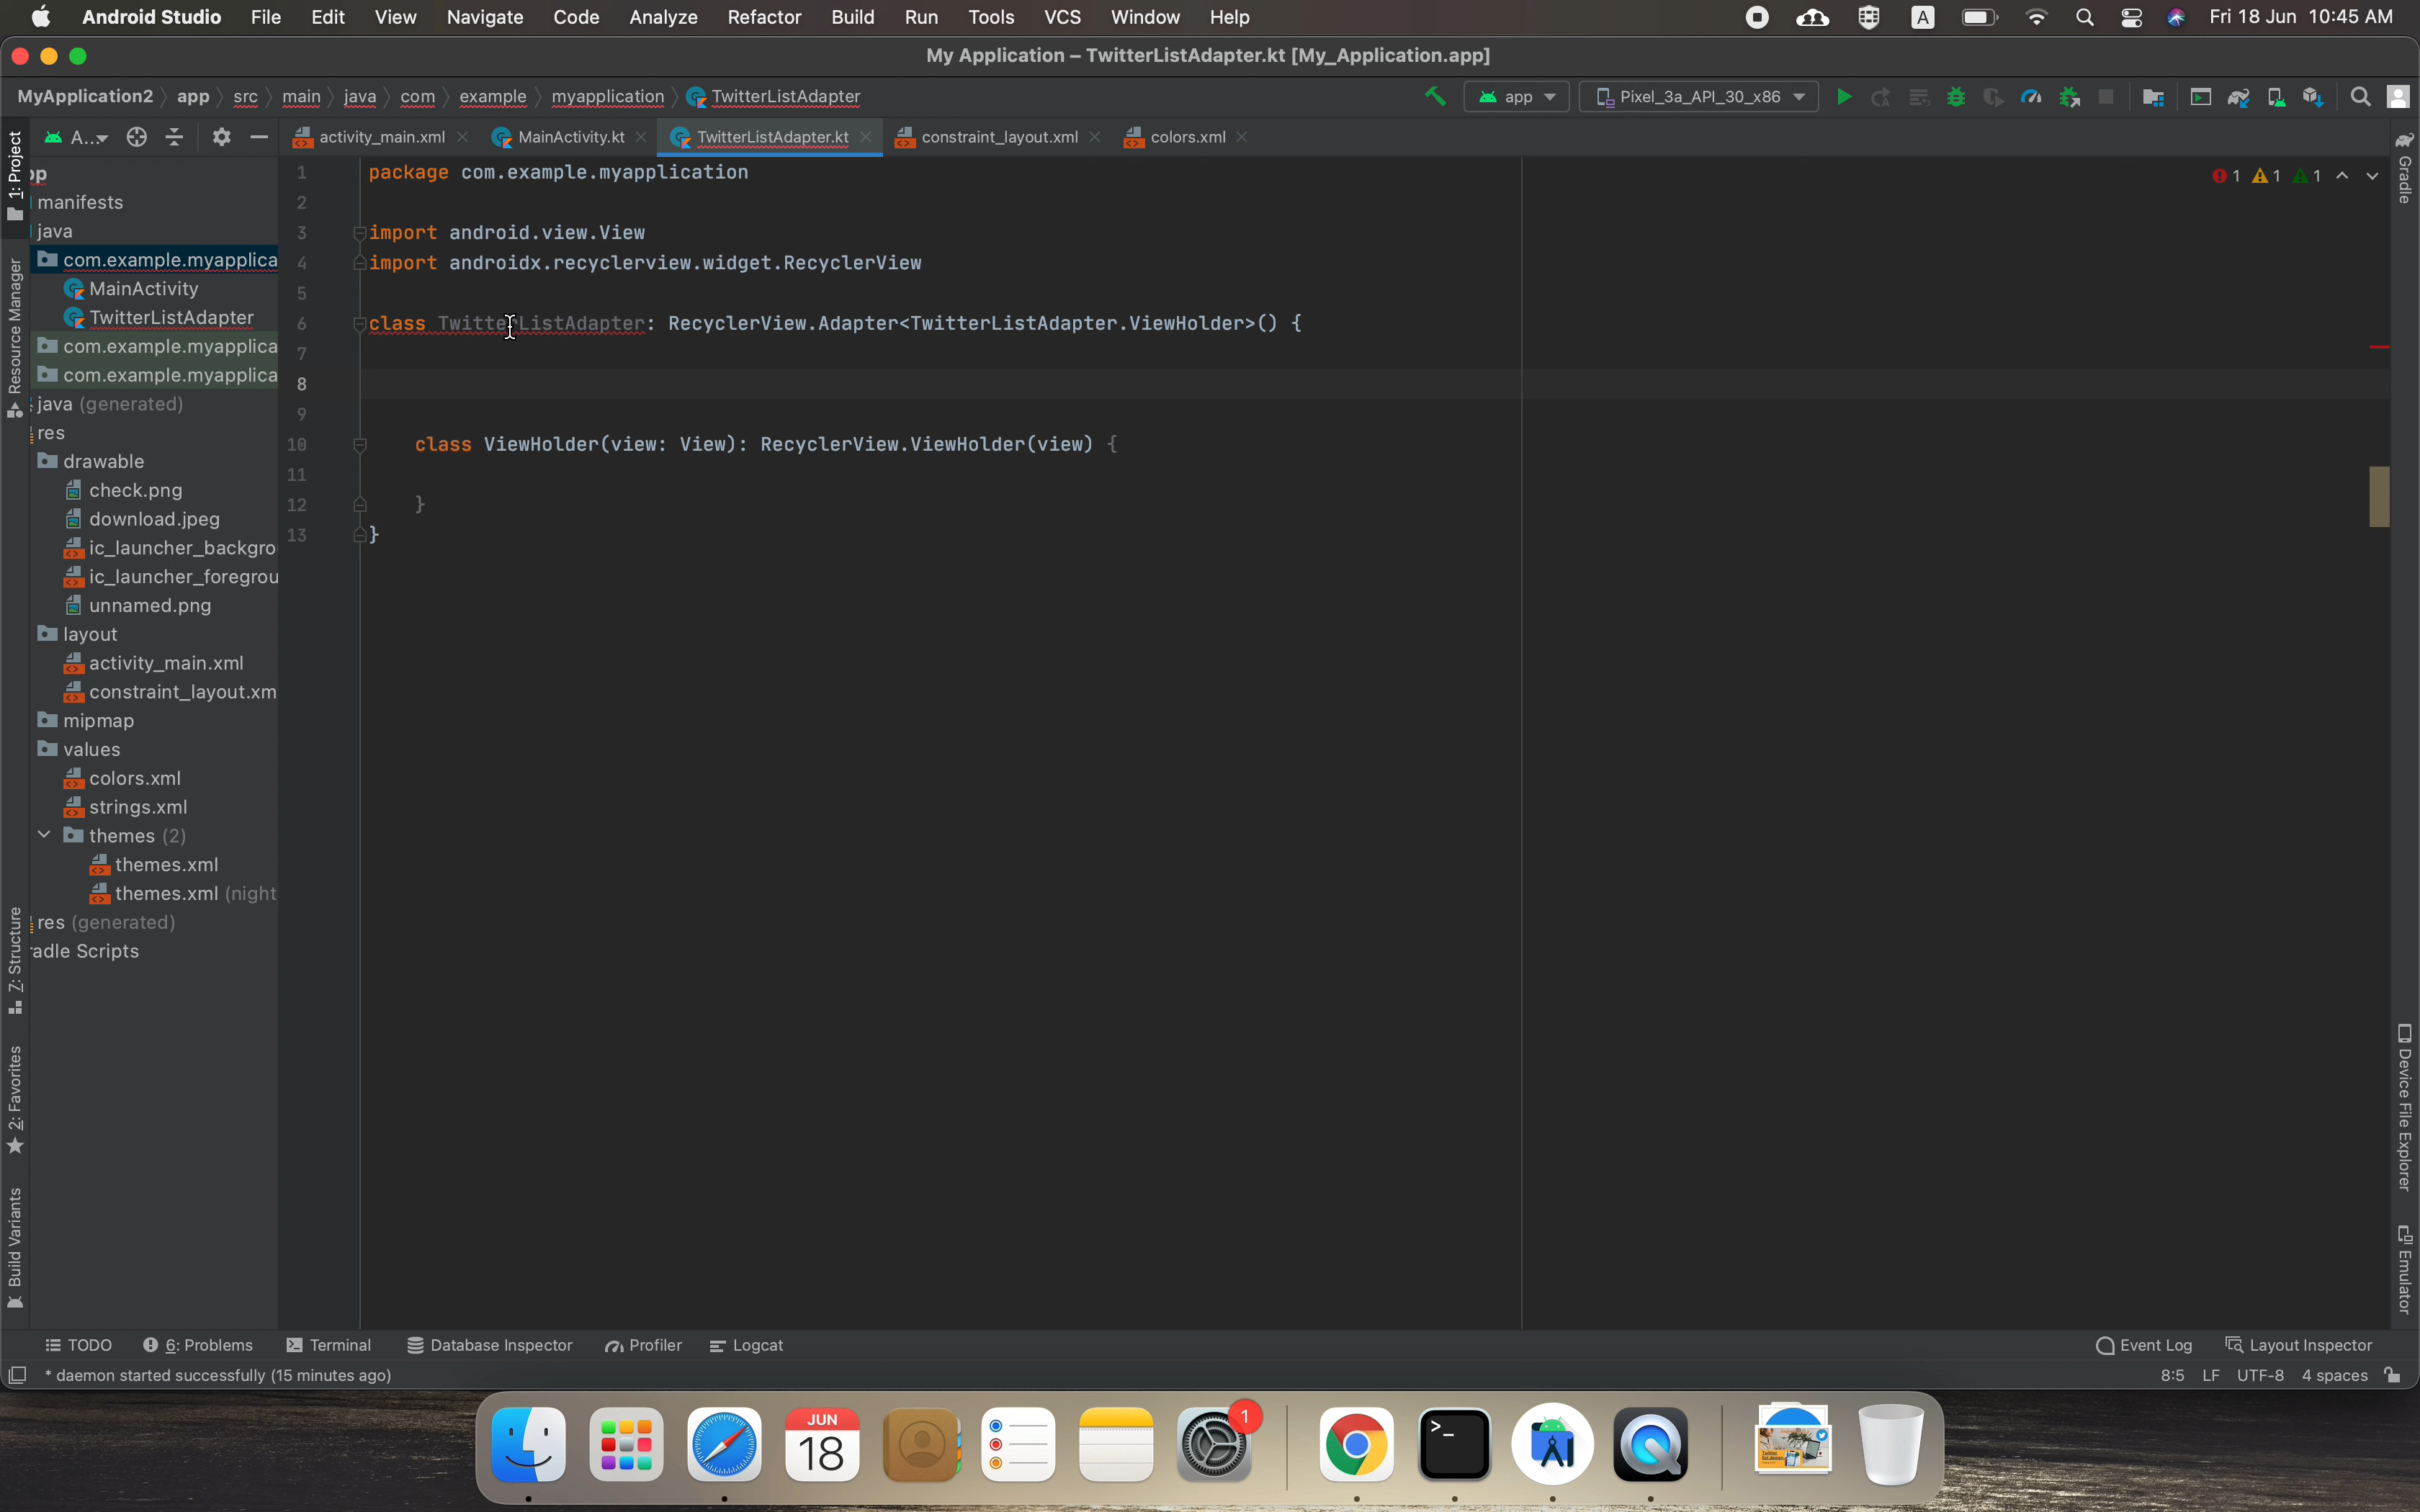 Android Studio File Edit View Navigate Code Analyze Refactor Build Run Tools VCS Window Help A Fri 18 Jun 10:45 AM
My Application – TwitterListAdapter.kt [My_Application.app]
MyApplication2 app src main java com example myapplication TwitterListAdapter app Pixel_3a_API_30_x86
A... activity_main.xml MainActivity.kt TwitterListAdapter.kt constraint_layout.xml colors.xml
1: Project
Resource Manager
7: Structure
2: Favorites
Build Variants
pp
manifests
java
com.example.myapplica
MainActivity
TwitterListAdapter
com.example.myapplica
com.example.myapplica
java (generated)
res
drawable
check.png
download.jpeg
ic_launcher_backgro
ic_launcher_foregrou
unnamed.png
layout
activity_main.xml
constraint_layout.xm
mipmap
values
colors.xml
strings.xml
themes (2)
themes.xml
themes.xml (night
res (generated)
radle Scripts
1 package com.example.myapplication
2
3 import android.view.View
4 import androidx.recyclerview.widget.RecyclerView
5
6 class TwitterListAdapter: RecyclerView.Adapter<TwitterListAdapter.ViewHolder>() {
7
8
9
10 class ViewHolder(view: View): RecyclerView.ViewHolder(view) {
11
12 }
13 }
1 1 1
Gradle
Device File Explorer
Emulator
TODO 6: Problems Terminal Database Inspector Profiler Logcat Event Log Layout Inspector
* daemon started successfully (15 minutes ago) 8:5 LF UTF-8 4 spaces
JUN
18
1
>_